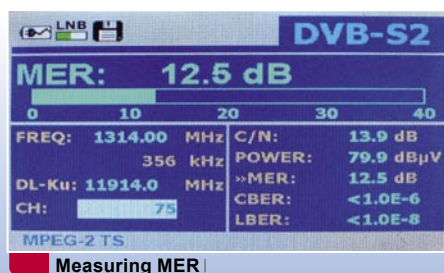 LNB DVB-S2
MER: 12.5 dB
0 10 20 30 40
FREQ: 1314.00 MHz
356 kHz
DL-Ku: 11914.0 MHz
CH: 75
C/N: 13.9 dB
POWER: 79.9 dBµV
»MER: 12.5 dB
CBER: <1.0E-6
LBER: <1.0E-8
MPEG-2 TS
Measuring MER